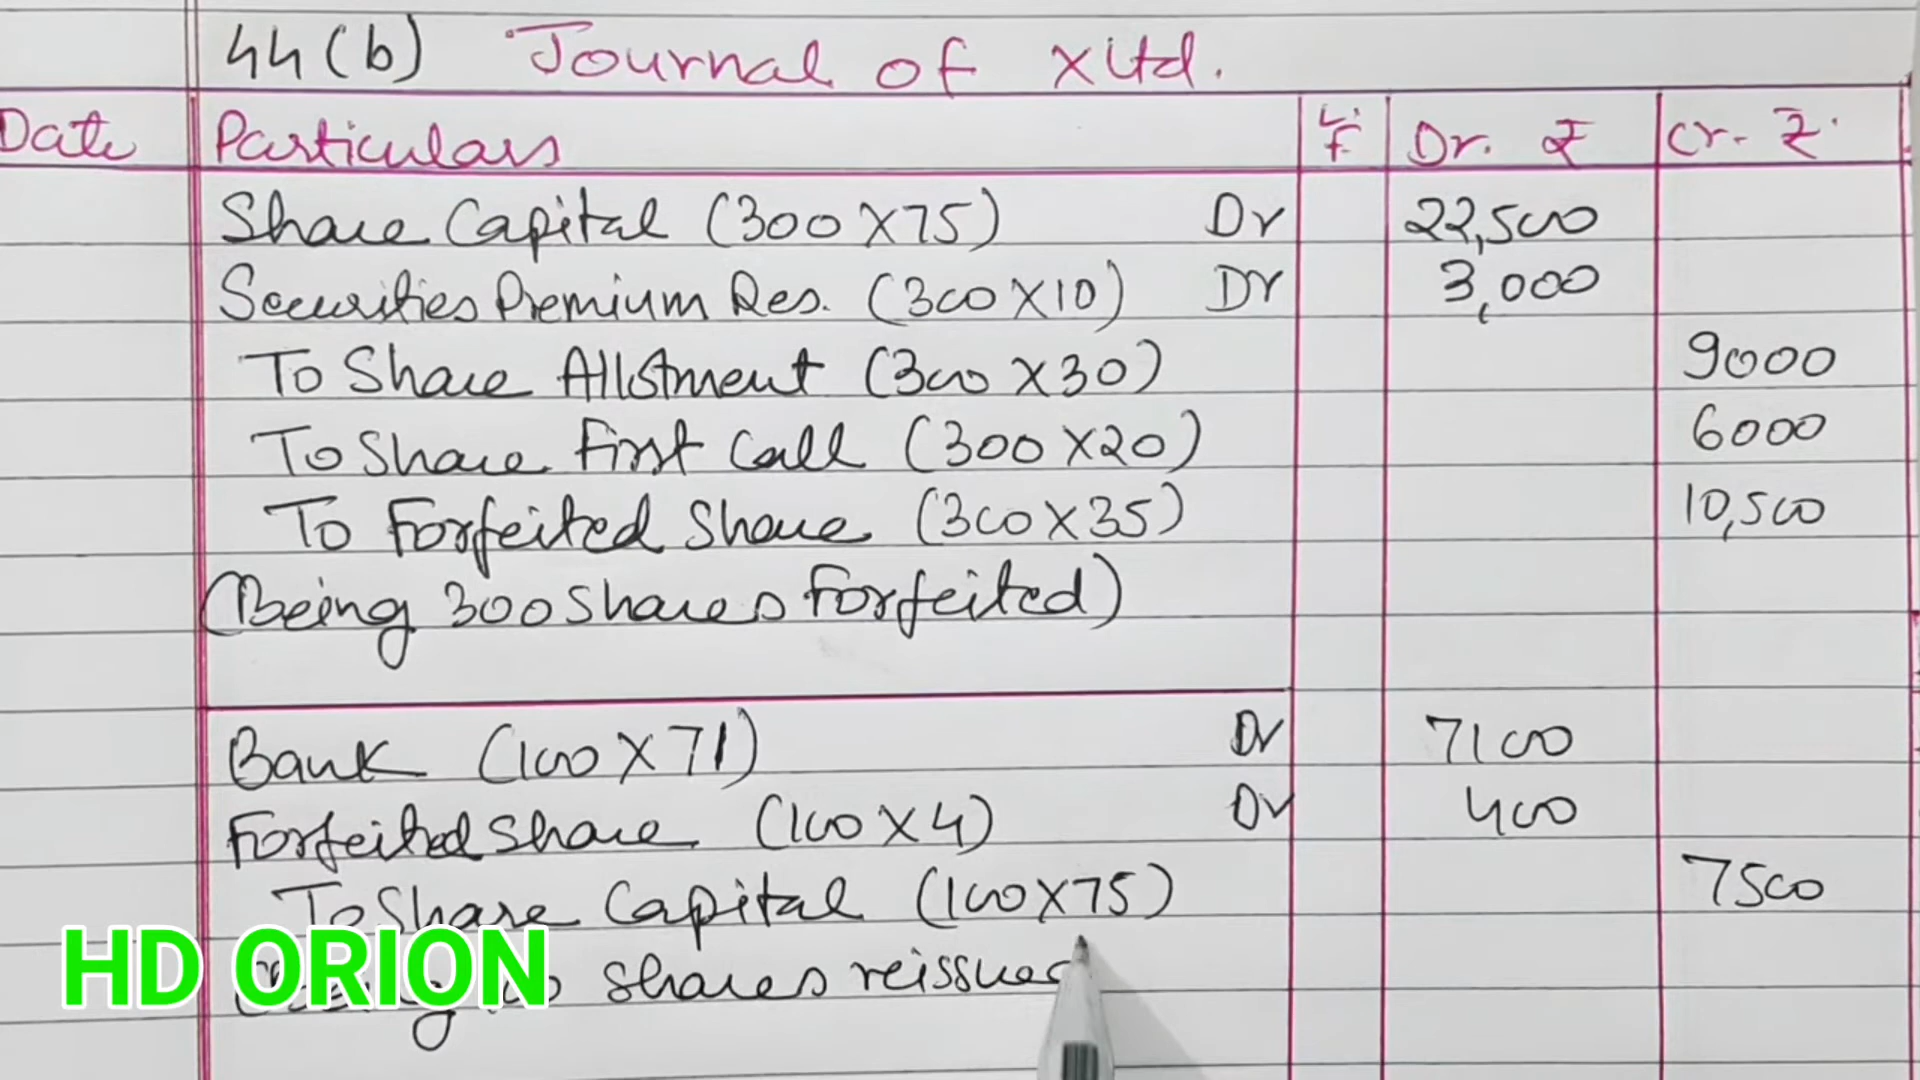 44(b) Journal of X Ltd.
Date Particulars L.F. Dr. ₹ Cr. ₹
Share Capital (300X75) Dr 22,500
Securities Premium Res. (300X10) Dr 3,000
To Share Allotment (300X30) 9000
To Share First Call (300X20) 6000
To Forfeited Share (300X35) 10,500
(Being 300 Shares Forfeited)
Bank (100X71) Dr 7100
Forfeited Share (100X4) Dr 400
To Share Capital (100X75) 7500
shares reissued
HD ORION